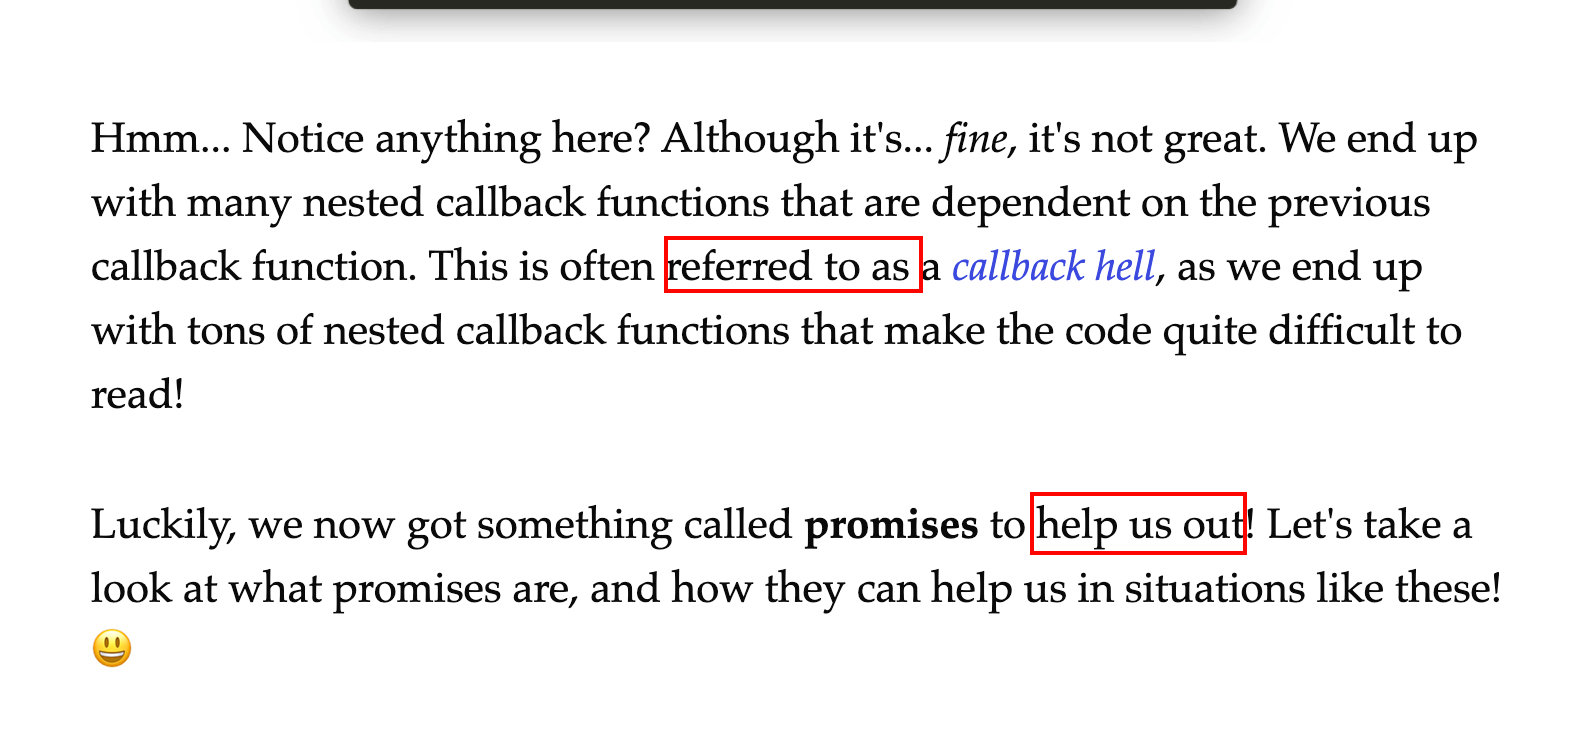 Hmm... Notice anything here? Although it's... fine, it's not great. We end up
with many nested callback functions that are dependent on the previous
callback function. This is often referred to as a callback hell, as we end up
with tons of nested callback functions that make the code quite difficult to
read!
Luckily, we now got something called promises to help us out! Let's take a
look at what promises are, and how they can help us in situations like these!
😃